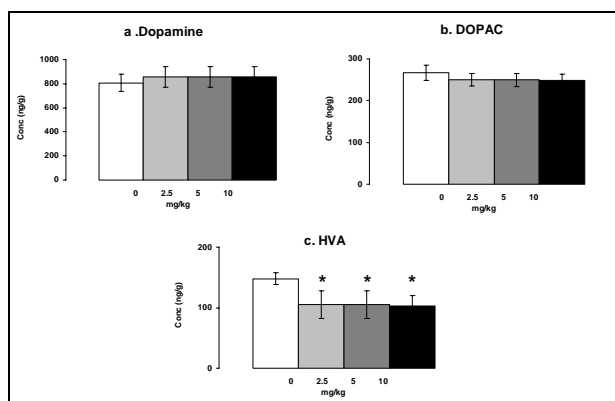 a .Dopamine
1000
800
600
400
200
0
Conc (ng/g)
0 2.5 5 10
mg/kg
b. DOPAC
300
200
100
0
Conc (ng/g)
0 2.5 5 10
mg/kg
c. HVA
200
100
0
Conc (ng/g)
* * *
0 2.5 5 10
mg/kg